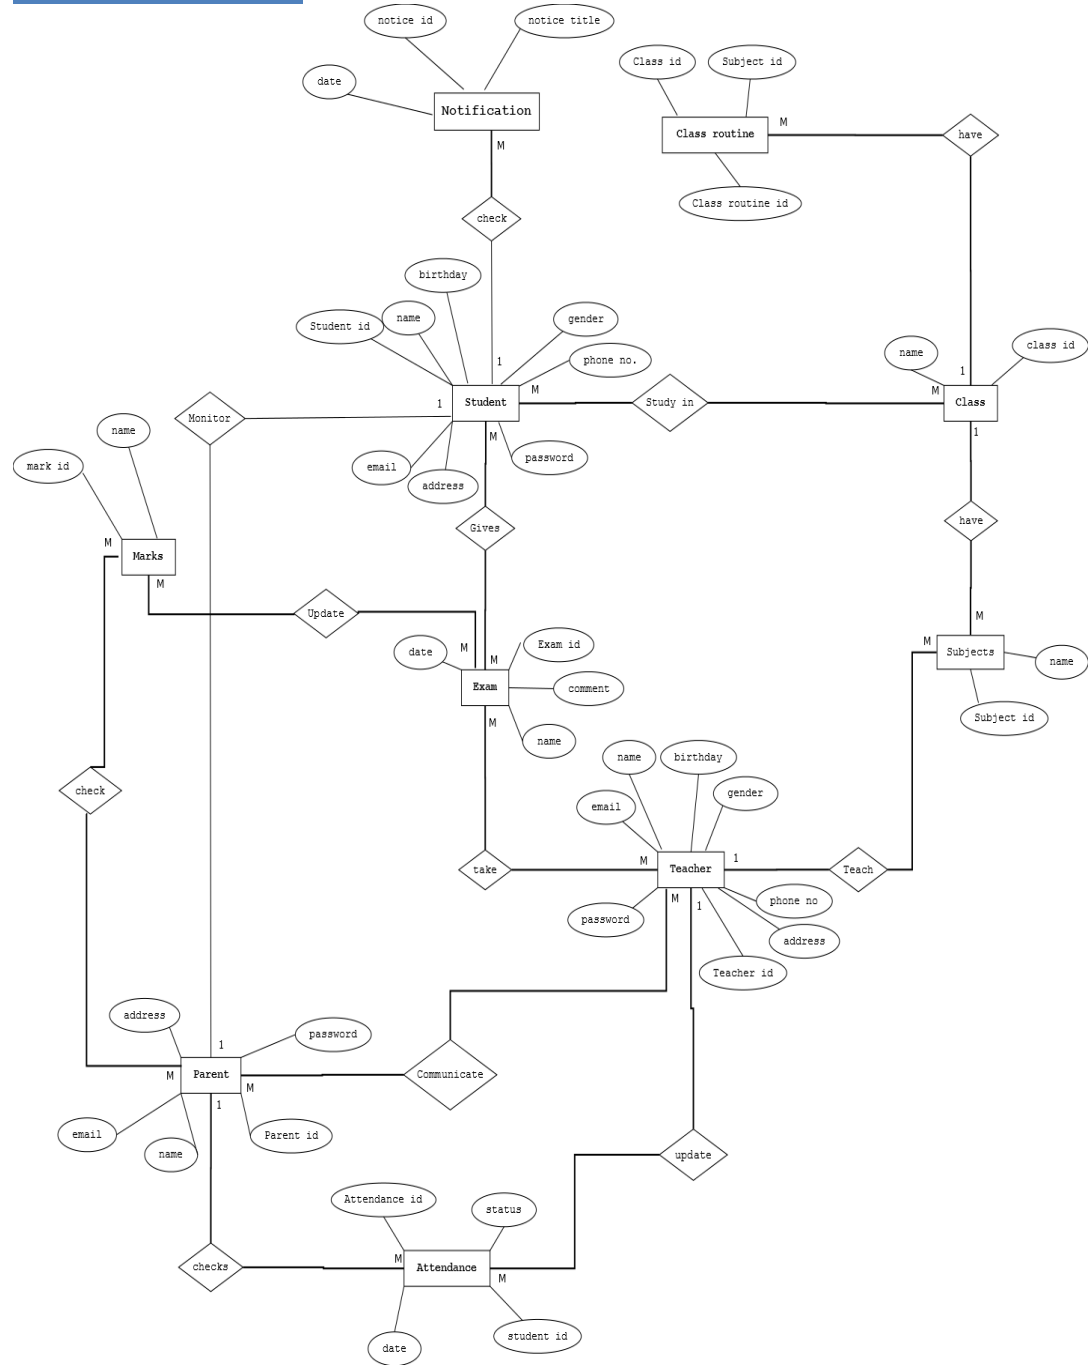 notice id
notice title
date
Notification
M
Class id
Subject id
Class routine
M
have
Class routine id
check
birthday
Student id
name
gender
phone no.
1
Student
M
1
Study in
M
name
class id
1
Class
1
Monitor
email
address
password
M
name
mark id
Marks
M
M
Gives
have
M
Update
M
M
date
Exam id
Exam
comment
name
M
M
Subjects
name
Subject id
check
name
birthday
email
gender
take
M
Teacher
1
Teach
password
M
1
phone no
address
Teacher id
address
password
1
Parent
M
M
1
Communicate
email
name
Parent id
update
Attendance id
status
checks
M
Attendance
M
date
student id